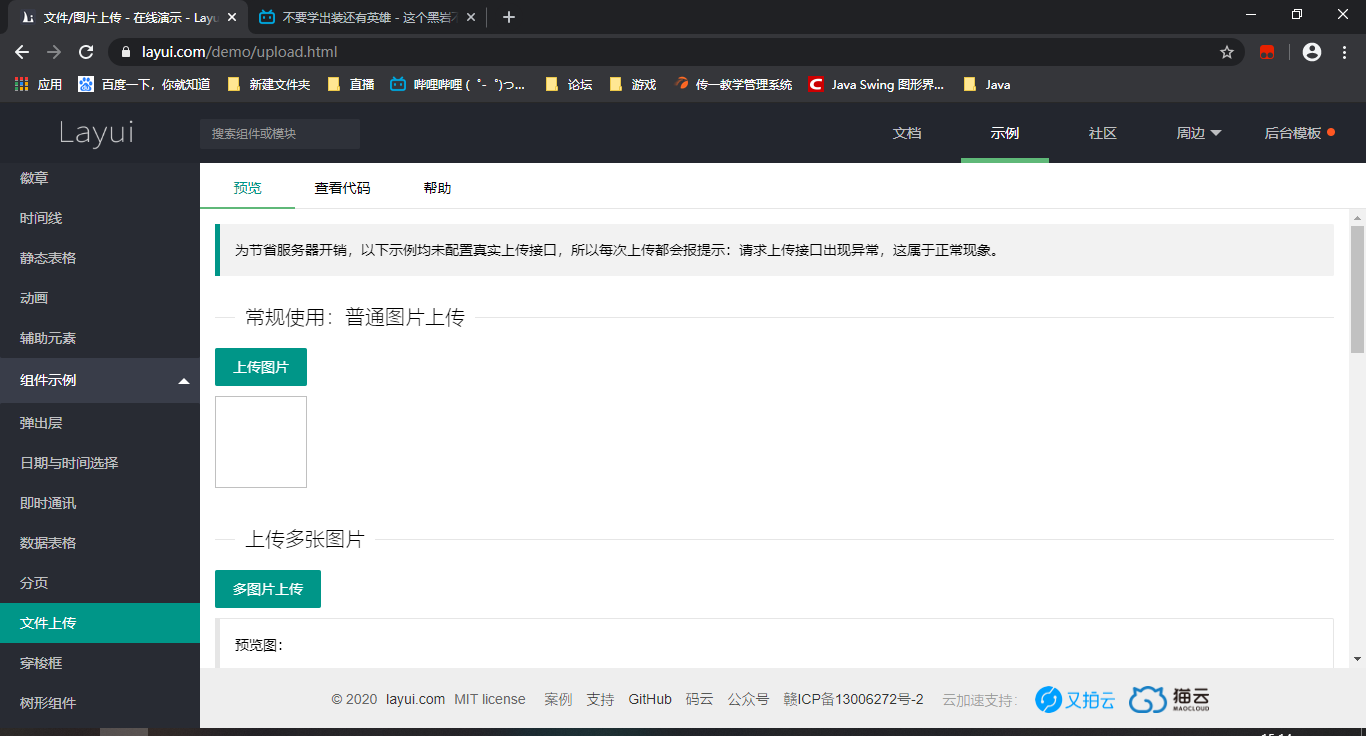 文件/图片上传 - 在线演示 - Layu
不要学出装还有英雄 - 这个黑岩
layui.com/demo/upload.html
应用 百度一下，你就知道 新建文件夹 直播 哔哩哔哩 ( ゜- ゜)つ... 论坛 游戏 传一教学管理系统 Java Swing 图形界... Java
Layui 搜索组件或模块 文档 示例 社区 周边 后台模板
徽章
时间线
静态表格
动画
辅助元素
组件示例
弹出层
日期与时间选择
即时通讯
数据表格
分页
文件上传
穿梭框
树形组件
预览 查看代码 帮助
为节省服务器开销，以下示例均未配置真实上传接口，所以每次上传都会报提示：请求上传接口出现异常，这属于正常现象。
常规使用：普通图片上传
上传图片
上传多张图片
多图片上传
预览图：
© 2020 layui.com MIT license 案例 支持 GitHub 码云 公众号 赣ICP备13006272号-2 云加速支持： 又拍云 猫云 MAOCLOUD